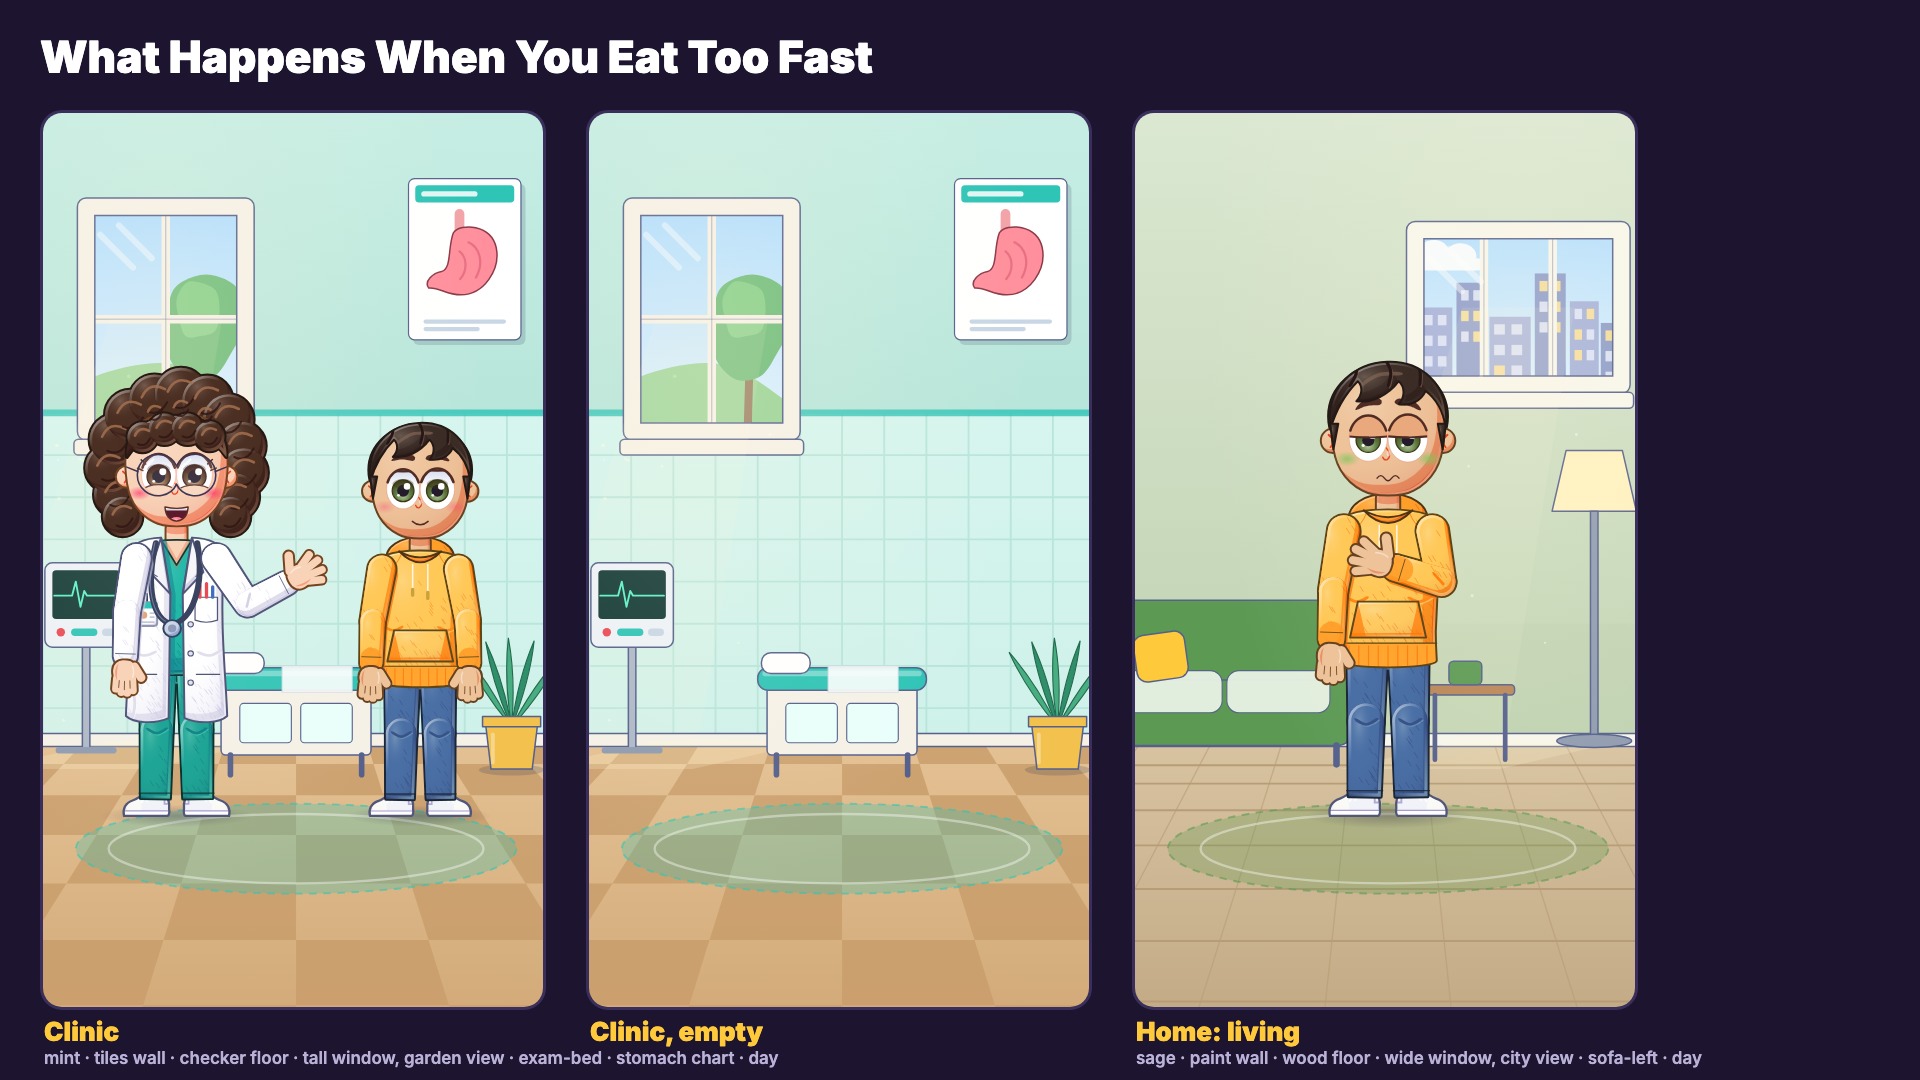 What Happens When You Eat Too Fast
Clinic
mint · tiles wall · checker floor · tall window, garden view · exam-bed · stomach chart · day
Clinic, empty
Home: living
sage · paint wall · wood floor · wide window, city view · sofa-left · day